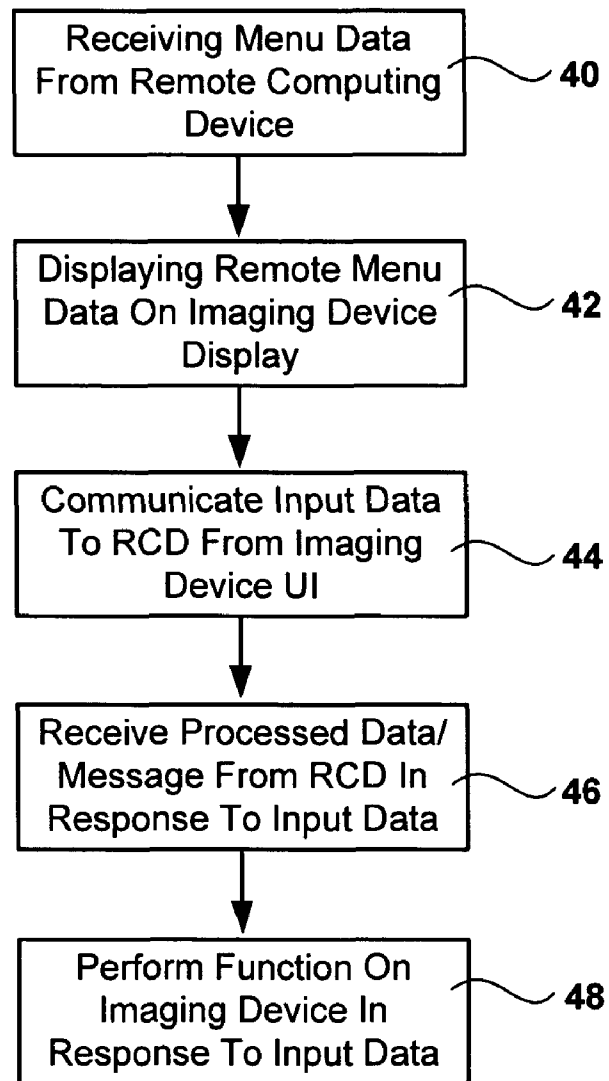 Receiving Menu Data
From Remote Computing
Device
40
Displaying Remote Menu
Data On Imaging Device
Display
42
Communicate Input Data
To RCD From Imaging
Device UI
44
Receive Processed Data/
Message From RCD In
Response To Input Data
46
Perform Function On
Imaging Device In
Response To Input Data
48